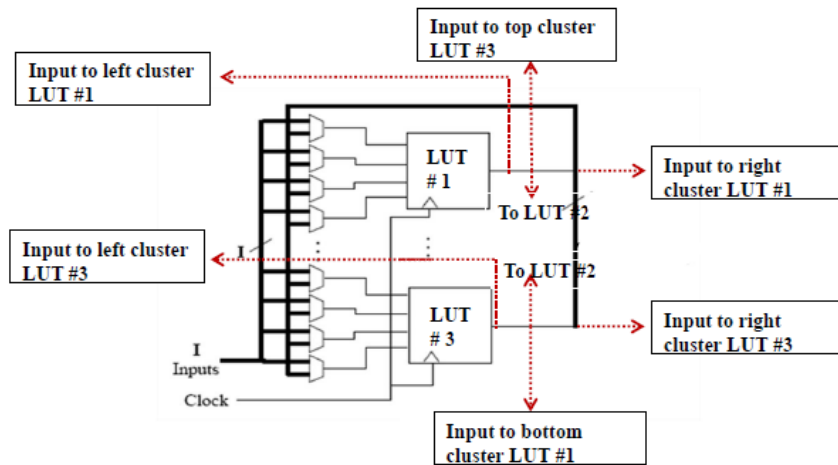 Input to top cluster
LUT #3
Input to left cluster
LUT #1
LUT
# 1
Input to right
cluster LUT #1
To LUT #2
Input to left cluster
LUT #3
I
To LUT #2
LUT
# 3
Input to right
cluster LUT #3
I
Inputs
Clock
Input to bottom
cluster LUT #1